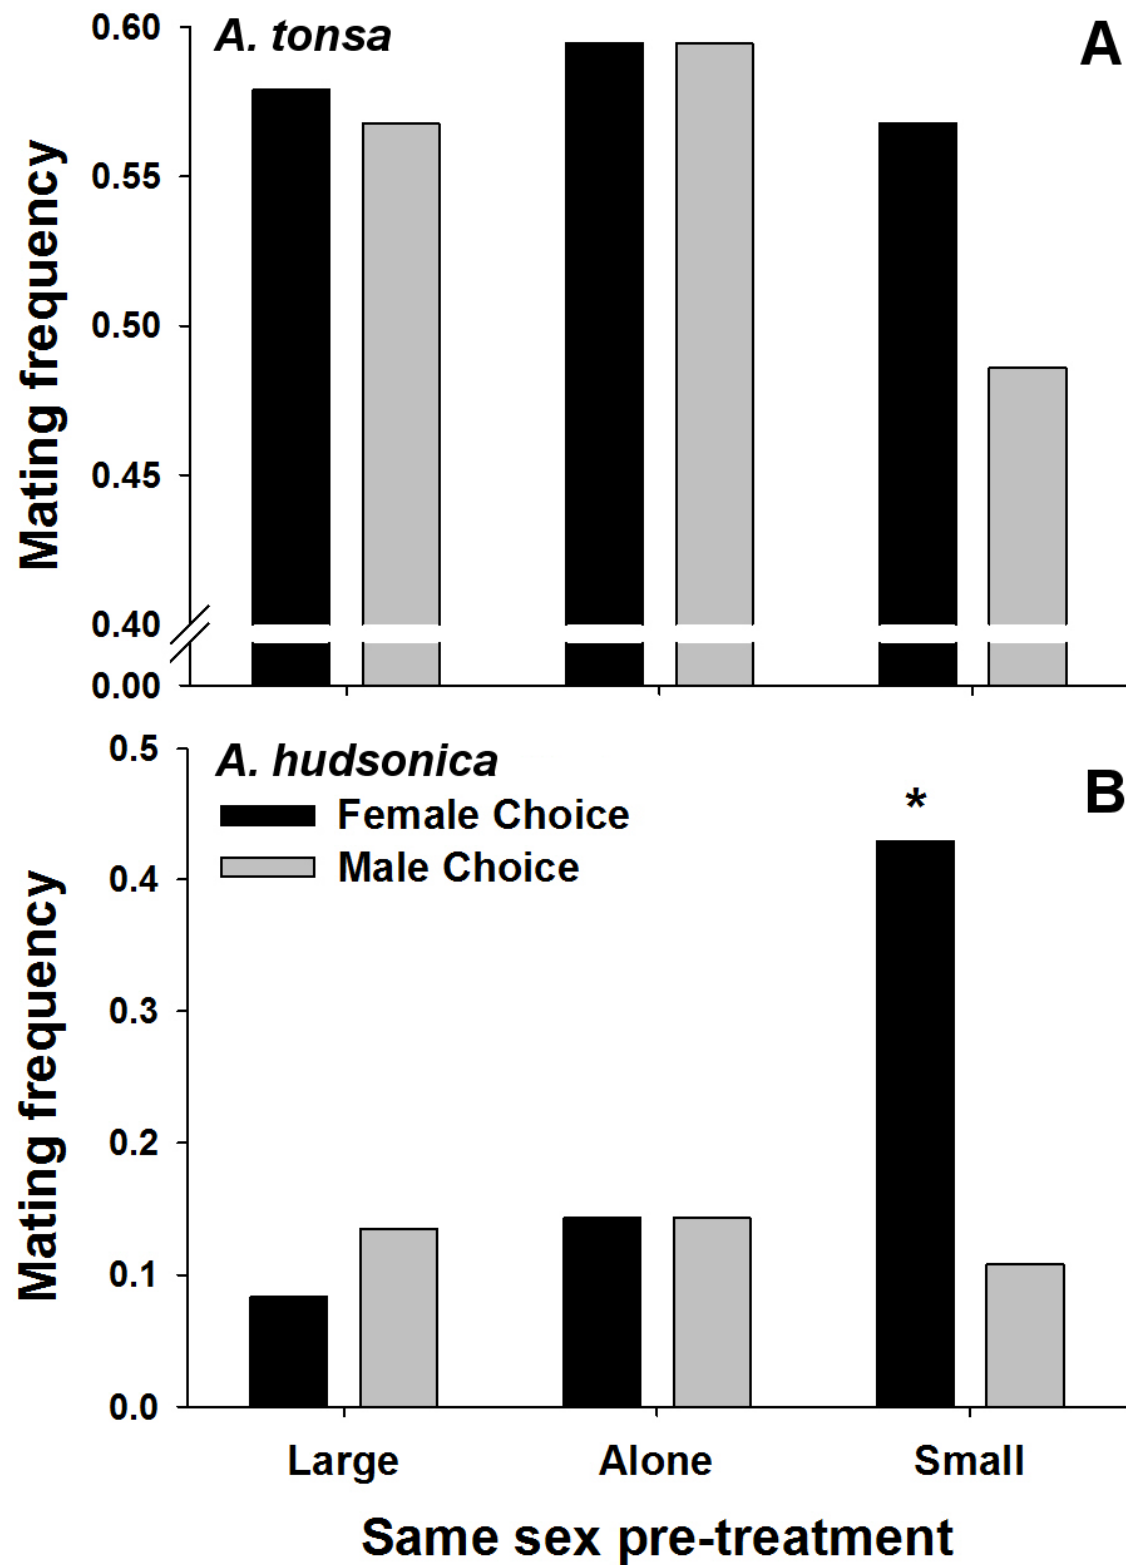 A. tonsa
A
Mating frequency
0.60
0.55
0.50
0.45
0.40
0.00
A. hudsonica
B
Female Choice
Male Choice
*
Mating frequency
0.5
0.4
0.3
0.2
0.1
0.0
Large Alone Small
Same sex pre-treatment